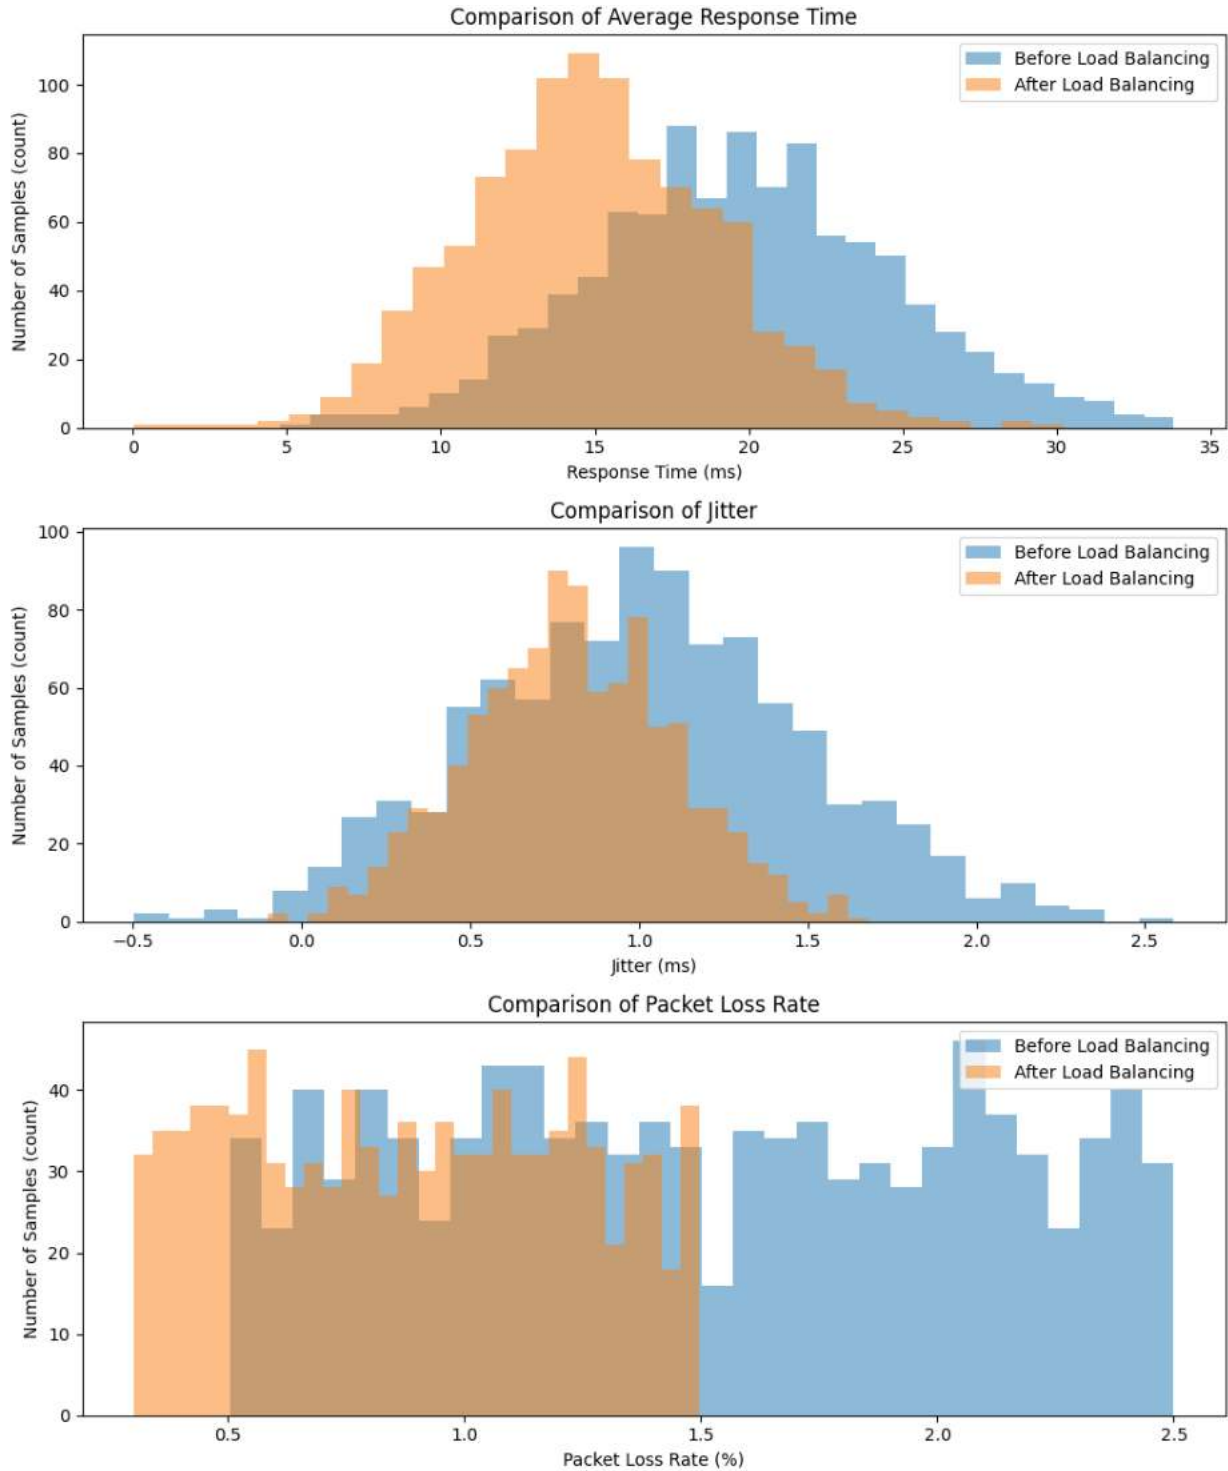 Comparison of Average Response Time
Before Load Balancing
After Load Balancing
Number of Samples (count)
100
80
60
40
20
0
0 5 10 15 20 25 30 35
Response Time (ms)
Comparison of Jitter
Before Load Balancing
After Load Balancing
Number of Samples (count)
100
80
60
40
20
0
−0.5 0.0 0.5 1.0 1.5 2.0 2.5
Jitter (ms)
Comparison of Packet Loss Rate
Before Load Balancing
After Load Balancing
Number of Samples (count)
40
30
20
10
0
0.5 1.0 1.5 2.0 2.5
Packet Loss Rate (%)